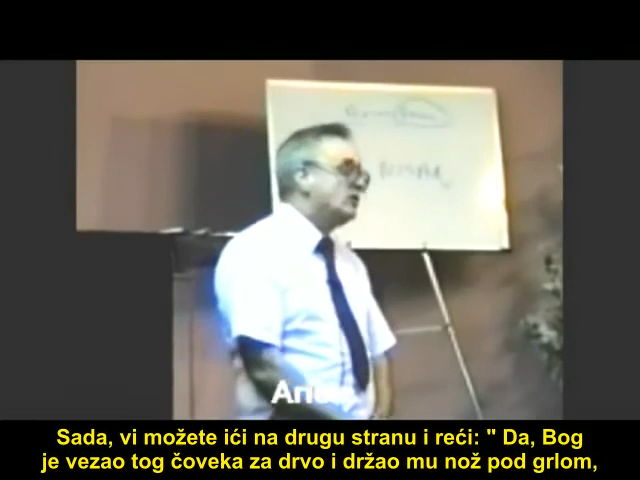 Sada, vi možete ići na drugu stranu i reći: " Da, Bog
je vezao tog čoveka za drvo i držao mu nož pod grlom,